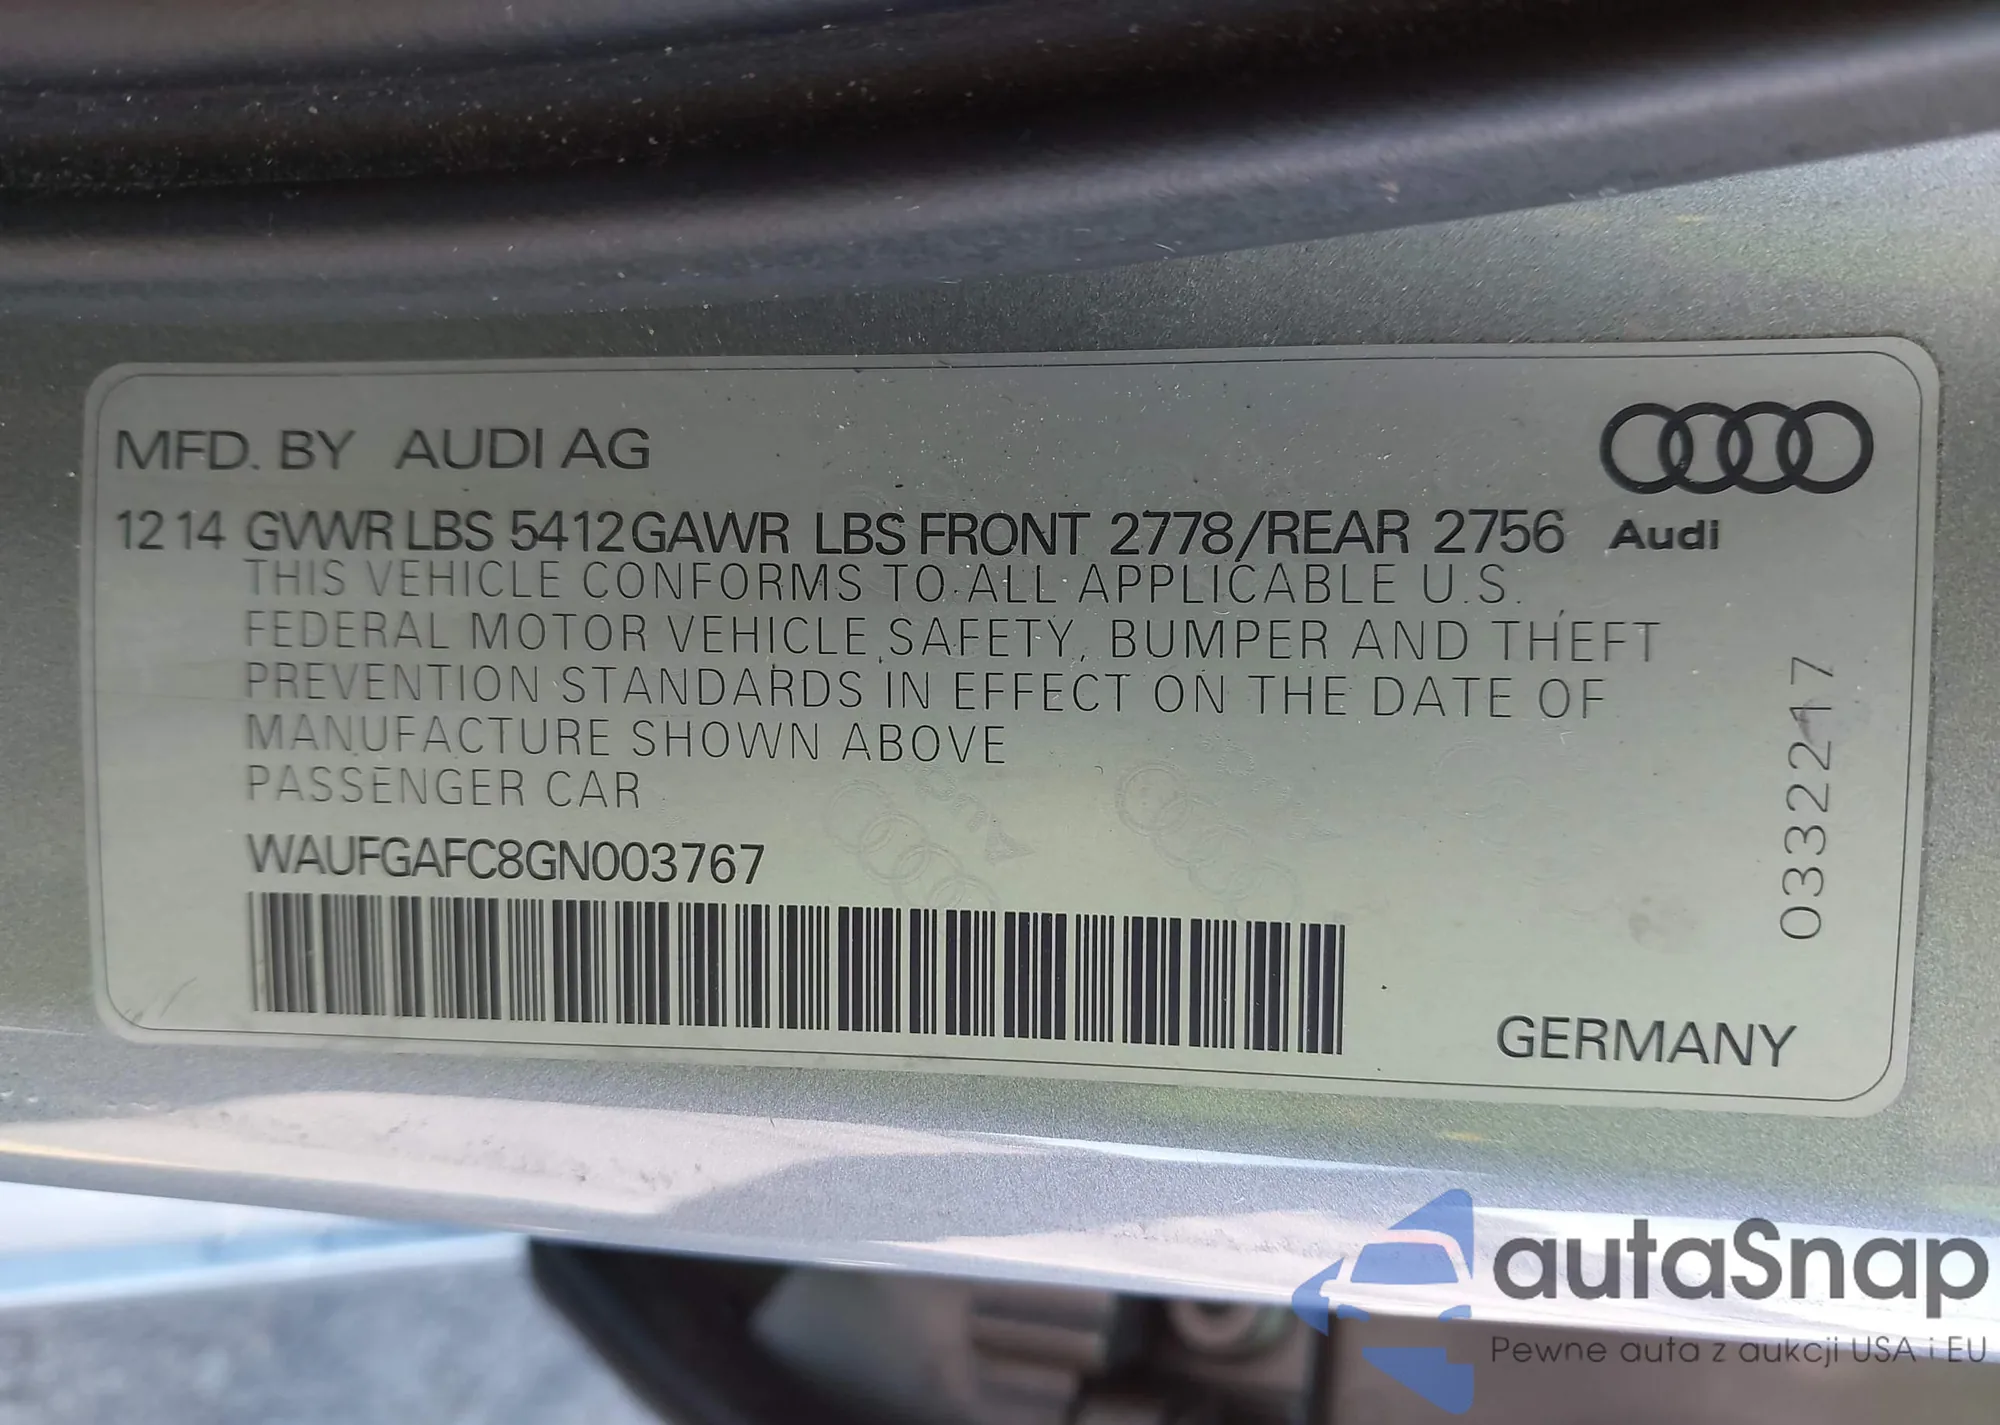 MFD. BY AUDI AG
12 14 GVWR LBS 5412 GAWR LBS FRONT 2778/REAR 2756
Audi
THIS VEHICLE CONFORMS TO ALL APPLICABLE U.S.
FEDERAL MOTOR VEHICLE SAFETY, BUMPER AND THEFT
PREVENTION STANDARDS IN EFFECT ON THE DATE OF
MANUFACTURE SHOWN ABOVE
PASSENGER CAR
WAUFGAFC8GN003767
0332217
GERMANY
autaSnap
Pewne auta z aukcji USA i EU